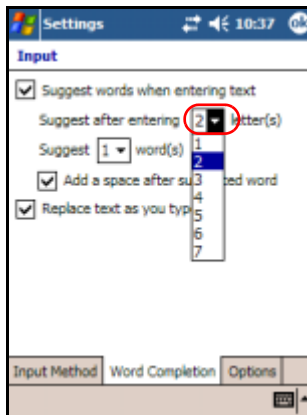 Settings 10:37 ok
Input
Suggest words when entering text
Suggest after entering 2 letter(s)
Suggest 1 word(s)
1
2
3
4
5
6
7
Add a space after su ted word
Replace text as you typ
Input Method Word Completion Options